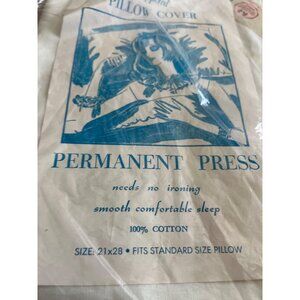 PILLOW COVER
PERMANENT PRESS
needs no ironing
smooth comfortable sleep
100% COTTON
SIZE: 21x28 • FITS STANDARD SIZE PILLOW